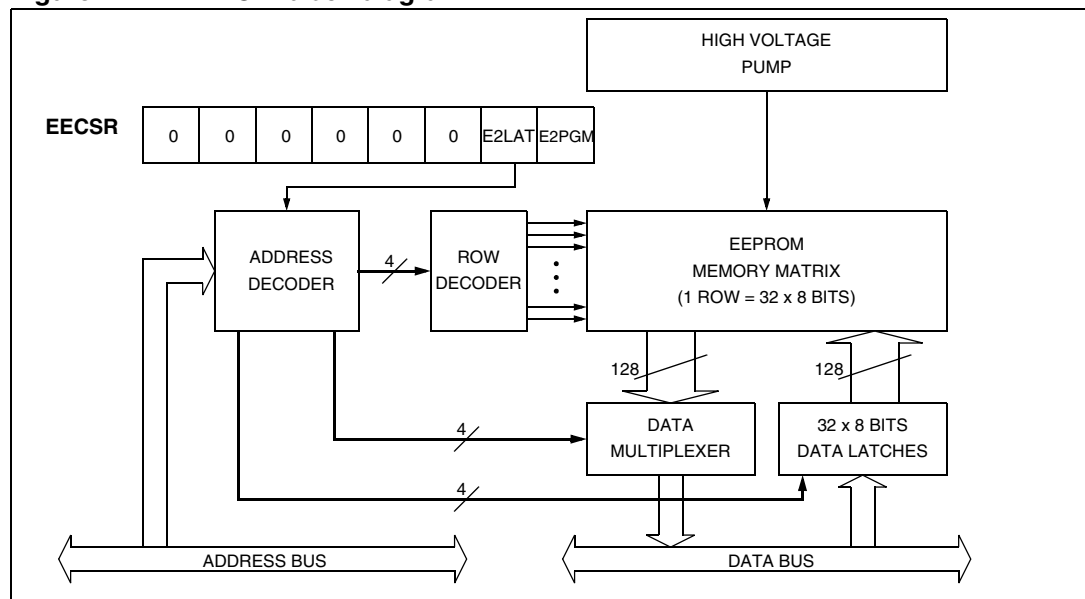 HIGH VOLTAGE
PUMP
EECSR
0 0 0 0 0 0 E2LAT E2PGM
ADDRESS
DECODER
4
ROW
DECODER
EEPROM
MEMORY MATRIX
(1 ROW = 32 x 8 BITS)
128
128
4
DATA
MULTIPLEXER
32 x 8 BITS
DATA LATCHES
4
ADDRESS BUS
DATA BUS